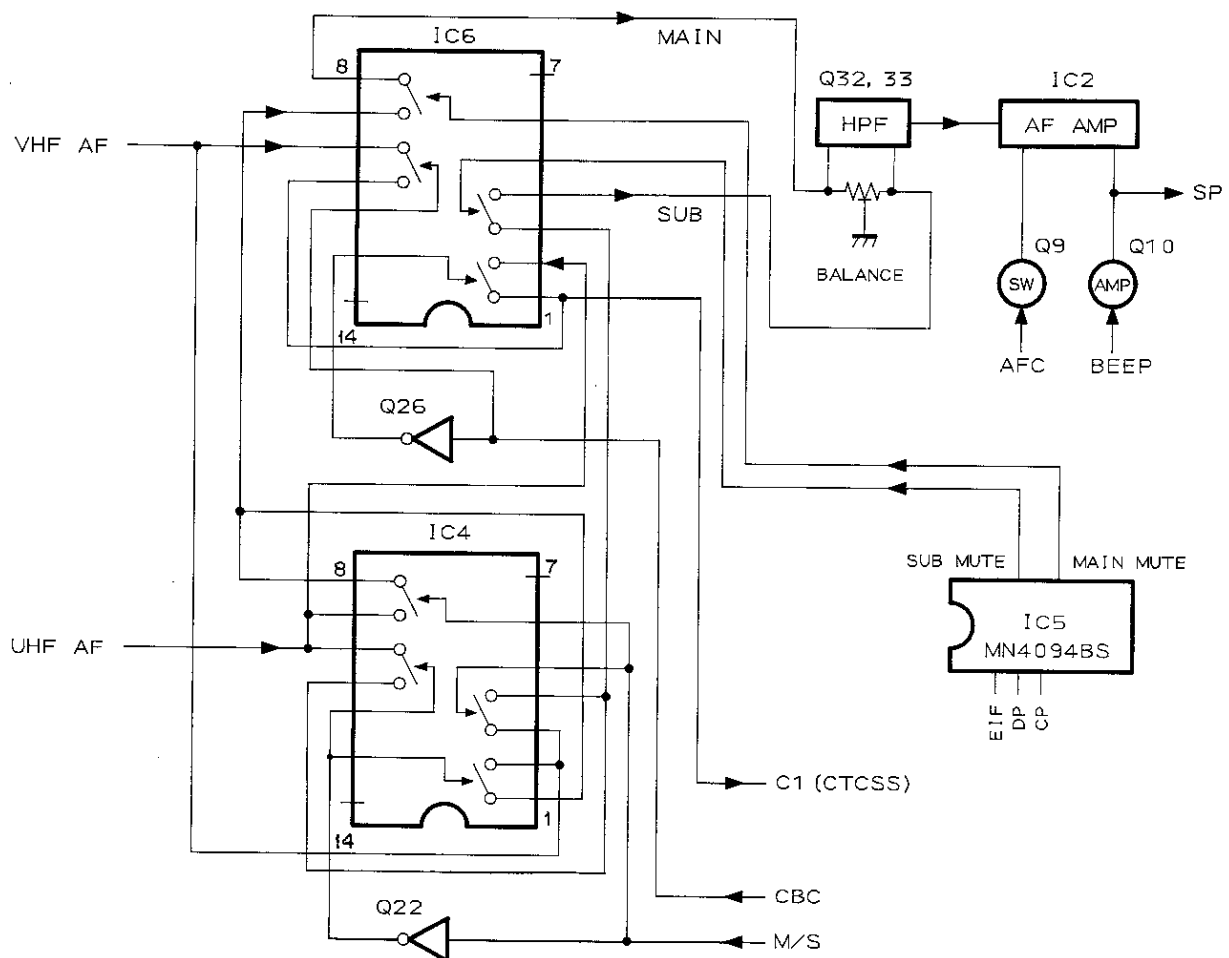 IC6
MAIN
8
7
Q32, 33
IC2
HPF
AF AMP
VHF AF
SP
SUB
Q9
Q10
BALANCE
SW
AMP
14
1
AFC
BEEP
Q26
IC4
8
7
SUB MUTE
MAIN MUTE
UHF AF
IC5
MN4094BS
EIF
DP
CP
C1 (CTCSS)
14
1
CBC
Q22
M/S